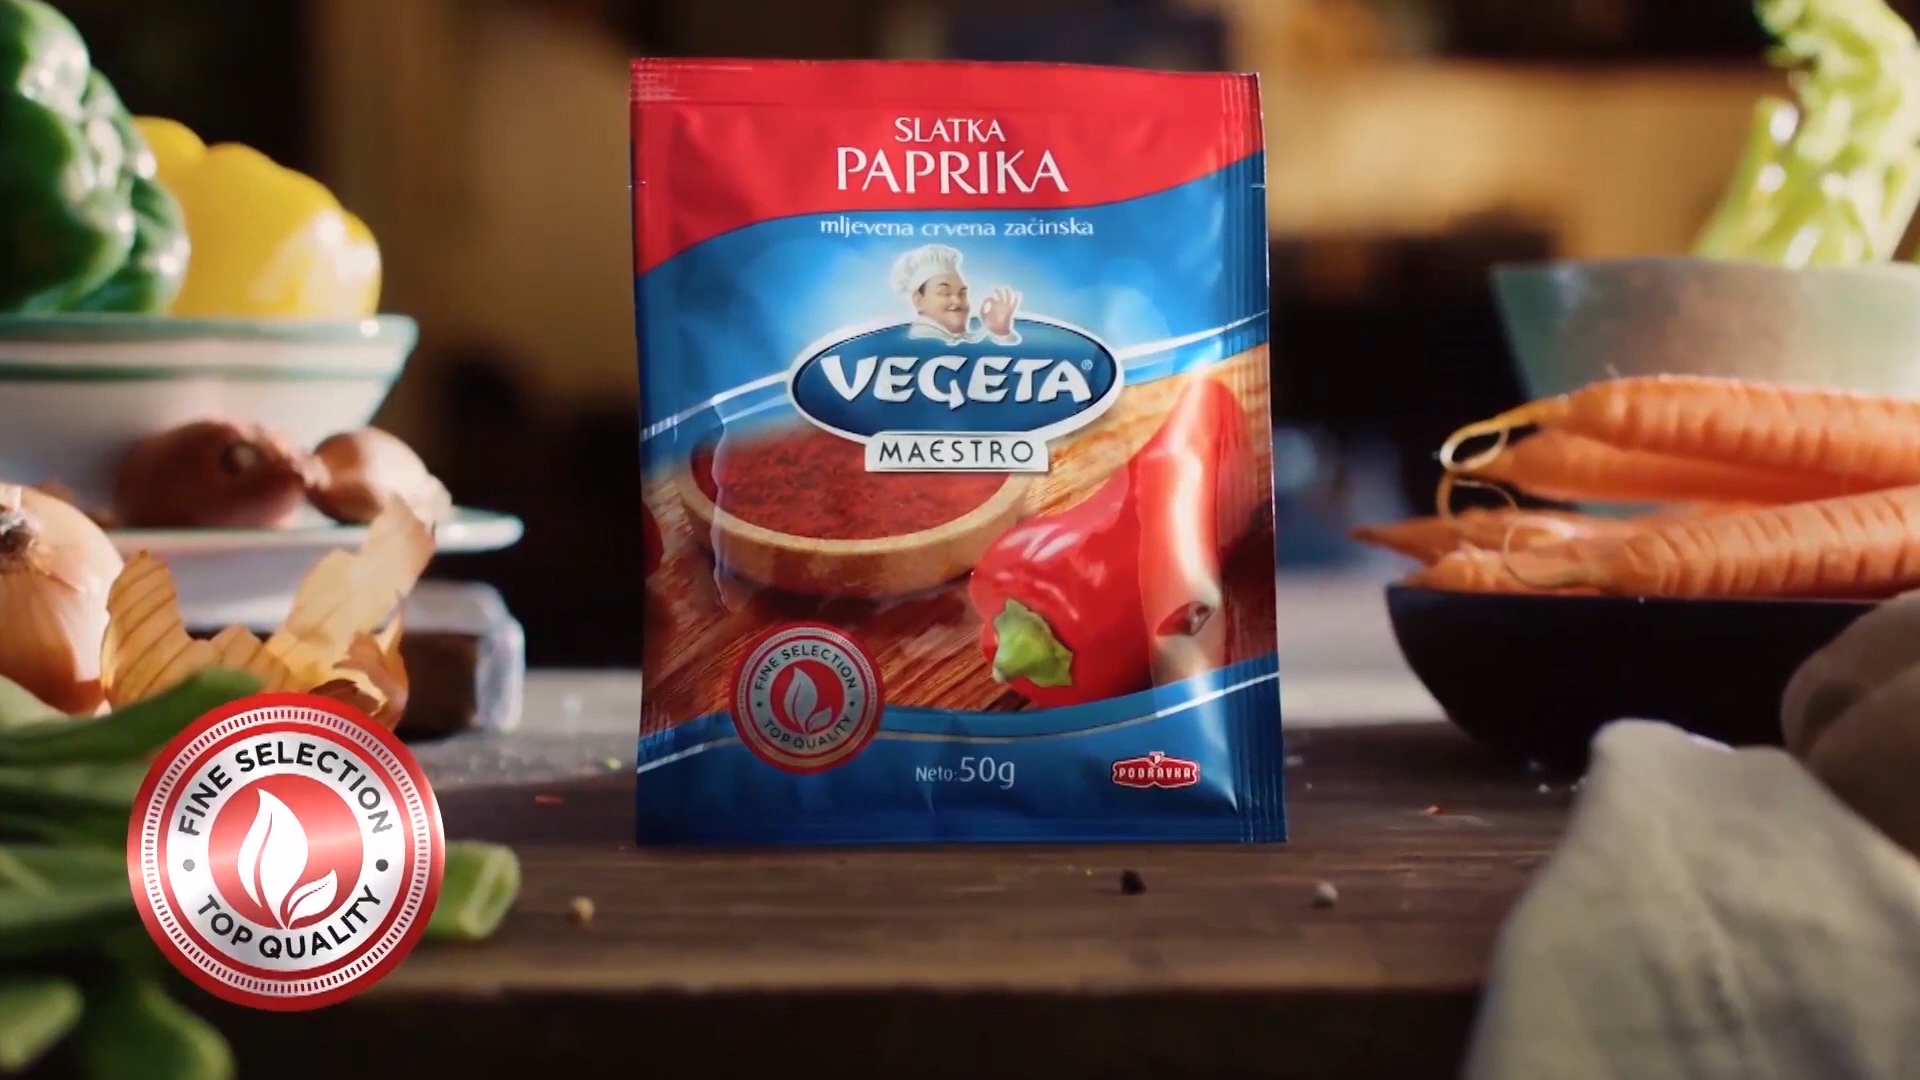 SLATKA
PAPRIKA
mljevena crvena začinska
VEGETA®
MAESTRO
FINE SELECTION
TOP QUALITY
Neto: 50g
PODRAVKA
FINE SELECTION
TOP QUALITY